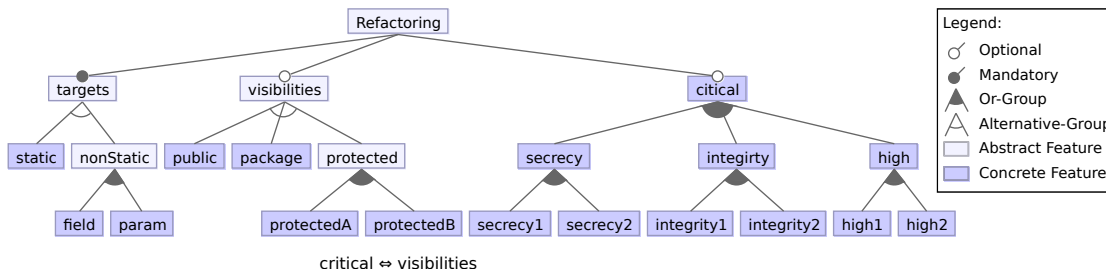 Refactoring
Legend:
Optional
Mandatory
Or-Group
Alternative-Group
Abstract Feature
Concrete Feature
targets visibilities citical
static nonStatic public package protected secrecy integirty high
field param protectedA protectedB secrecy1 secrecy2 integrity1 integrity2 high1 high2
critical ⇔ visibilities